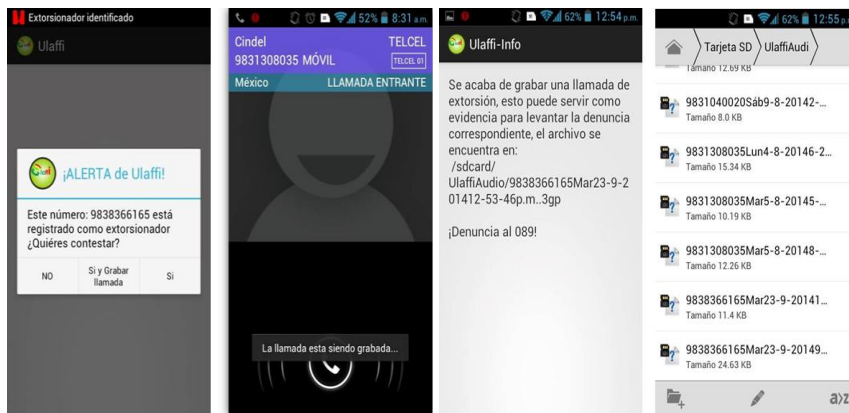 Extorsionador identificado
Ulaffi
¡ALERTA de Ulaffi!
Este número: 9838366165 está
registrado como extorsionador
¿Quiéres contestar?
NO
Si y Grabar
llamada
Si
52% 8:31 a.m.
Cindel
TELCEL
9831308035 MÓVIL
TELCEL 01
México
LLAMADA ENTRANTE
La llamada esta siendo grabada...
62% 12:54 p.m.
Ulaffi-Info
Se acaba de grabar una llamada de
extorsión, esto puede servir como
evidencia para levantar la denuncia
correspondiente, el archivo se
encuentra en:
/sdcard/
UlaffiAudio/9838366165Mar23-9-2
01412-53-46p.m..3gp
¡Denuncia al 089!
62% 12:55 p.
Tarjeta SD
UlaffiAudi
Tamaño 12.69 KB
9831040020Sáb9-8-20142-...
Tamaño 8.0 KB
9831308035Lun4-8-20146-2...
Tamaño 15.34 KB
9831308035Mar5-8-20145-...
Tamaño 10.19 KB
9831308035Mar5-8-20148-...
Tamaño 12.26 KB
9838366165Mar23-9-20141...
Tamaño 11.4 KB
9838366165Mar23-9-20149...
Tamaño 24.63 KB
a›z